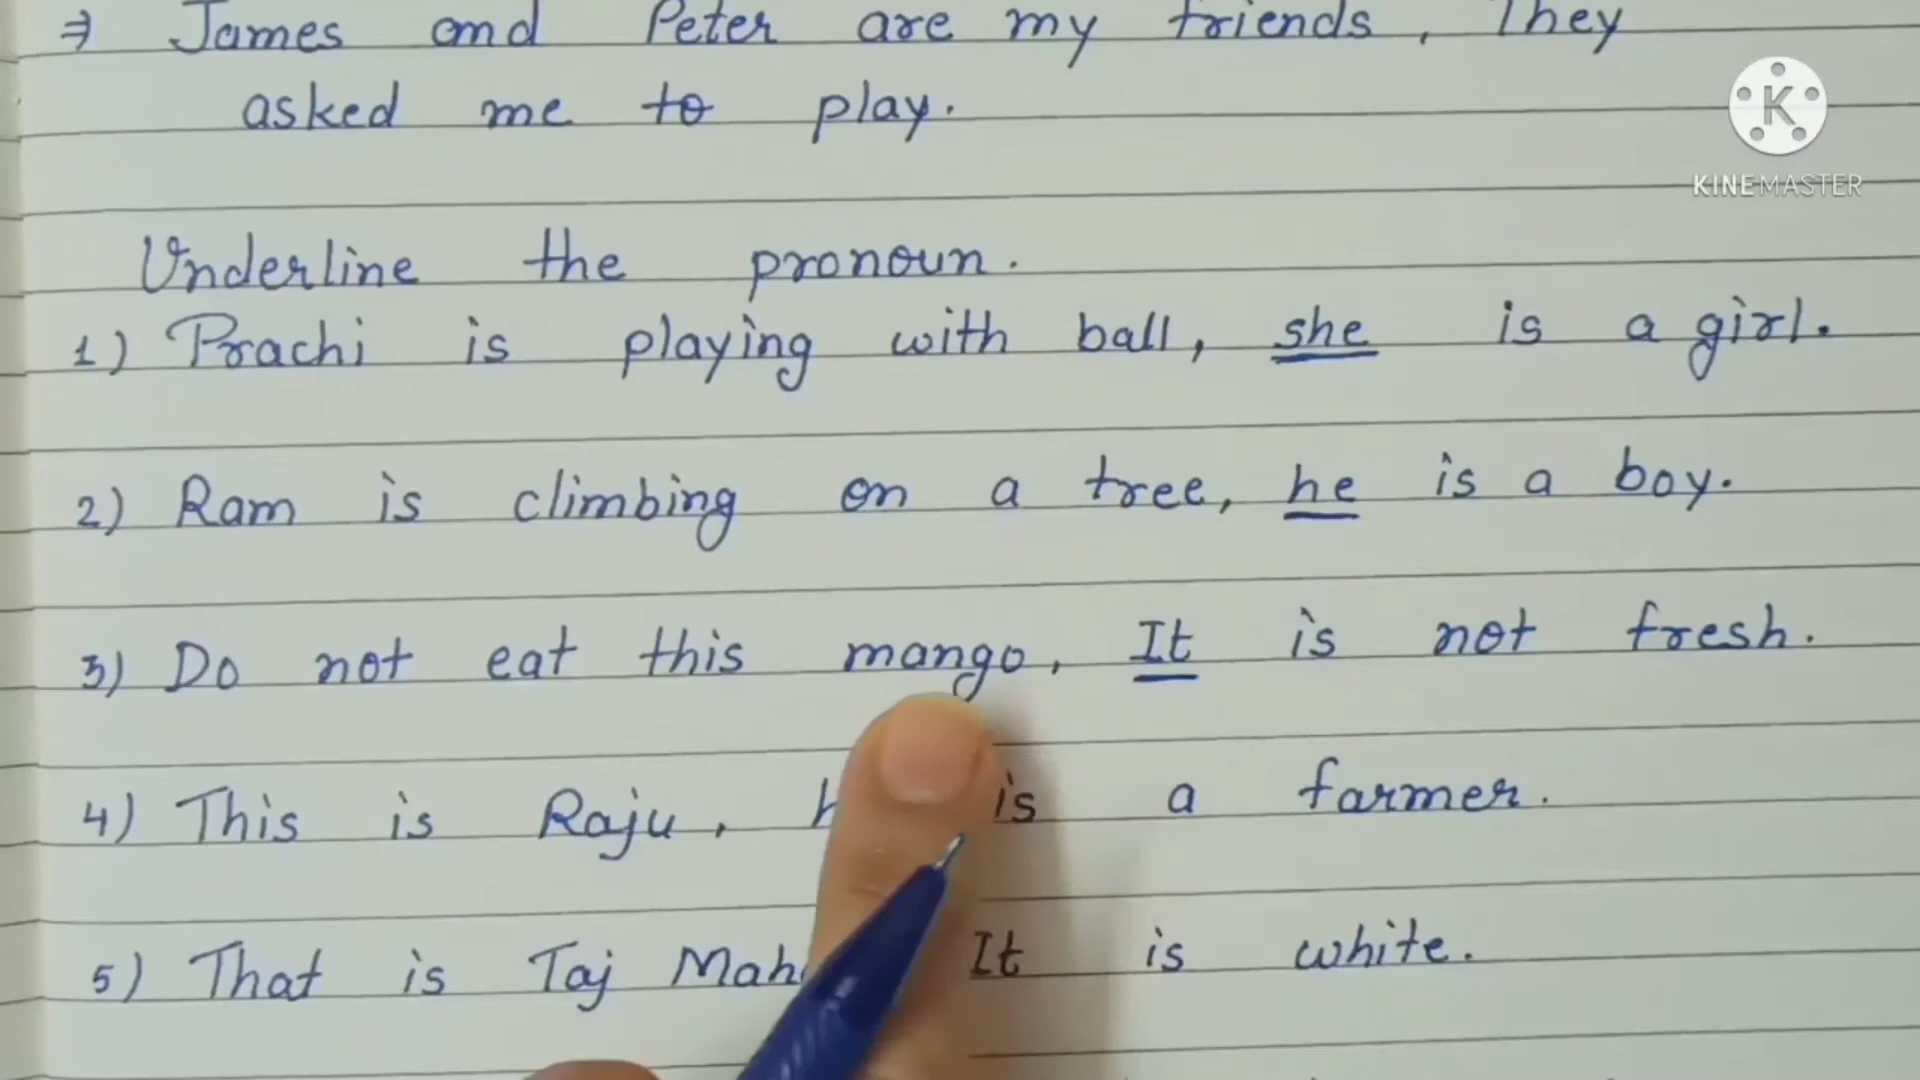 ⇒ James and Peter are my friends, They
asked me to play.
K
KINEMASTER
Underline the pronoun.
1) Prachi is playing with ball, she is a girl.
2) Ram is climbing on a tree, he is a boy.
3) Do not eat this mango, It is not fresh.
4) This is Raju, is a farmer.
5) That is Taj It is white.